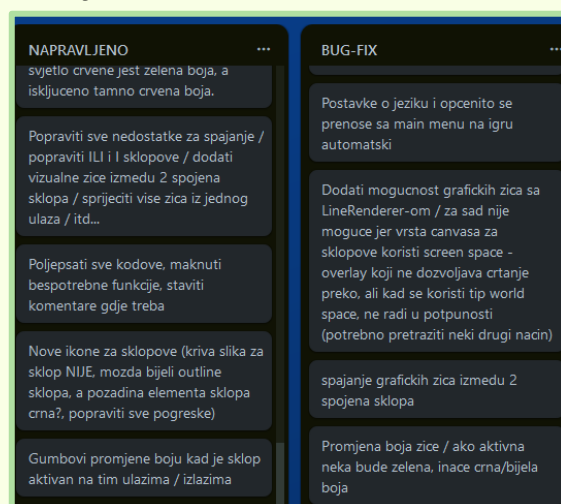 NAPRAVLJENO
svjetlo crvene jest zelena boja, a
iskljuceno tamno crvena boja.
Popraviti sve nedostatke za spajanje /
popraviti ILI i I sklopove / dodati
vizualne zice izmedu 2 spojena
sklopa / sprijeciti vise zica iz jednog
ulaza / itd...
Poljepsati sve kodove, maknuti
bespotrebne funkcije, staviti
komentare gdje treba
Nove ikone za sklopove (kriva slika za
sklop NIJE, mozda bijeli outline
sklopa, a pozadina elementa sklopa
crna?, popraviti sve pogreske)
Gumbovi promjene boju kad je sklop
aktivan na tim ulazima / izlazima
BUG-FIX
Postavke o jeziku i opcenito se
prenose sa main menu na igru
automatski
Dodati mogucnost grafickih zica sa
LineRenderer-om / za sad nije
moguce jer vrsta canvasa za
sklopove koristi screen space -
overlay koji ne dozvoljava crtanje
preko, ali kad se koristi tip world
space, ne radi u potpunosti
(potrebno pretraziti neki drugi nacin)
spajanje grafickih zica izmedu 2
spojena sklopa
Promjena boja zice / ako aktivna
neka bude zelena, inace crna/bijela
boja